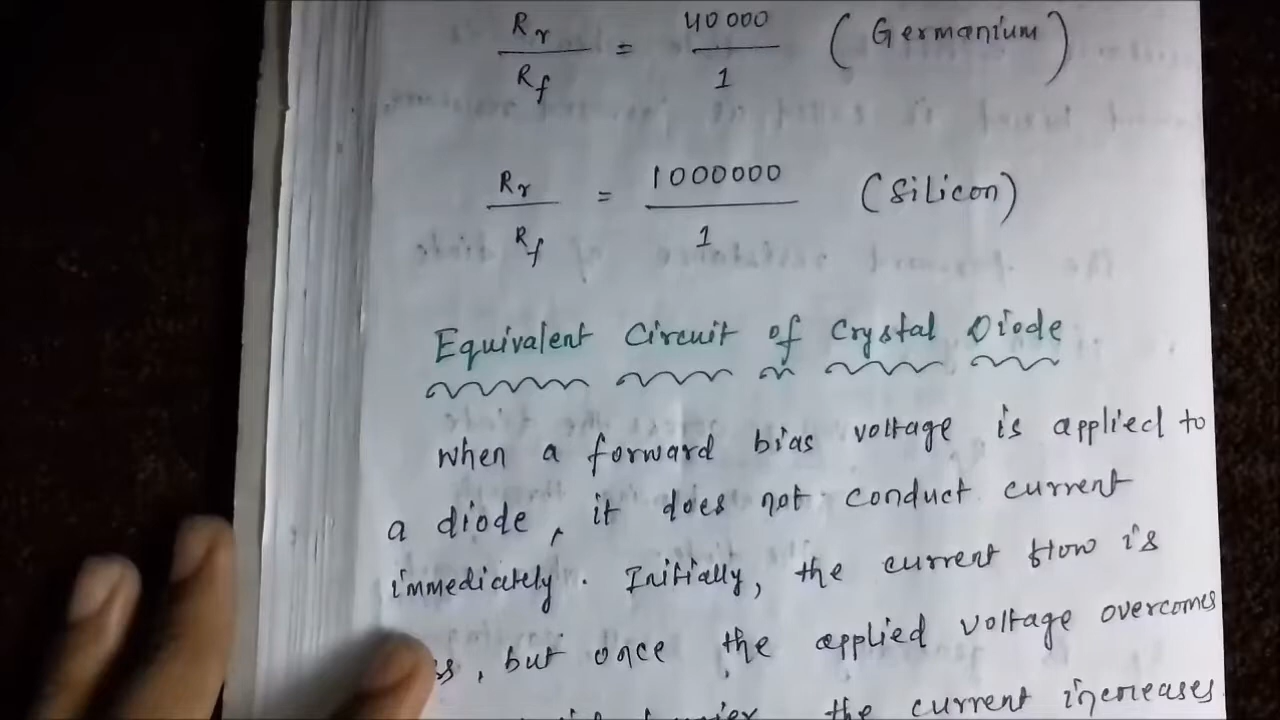 Rr / Rf = 40000 / 1 (Germanium)
Rr / Rf = 1000000 / 1 (Silicon)
Equivalent Circuit of Crystal Diode
When a forward bias voltage is applied to
a diode, it does not conduct current
immediately. Initially, the current flow is
, but once the applied voltage overcomes
the current increases